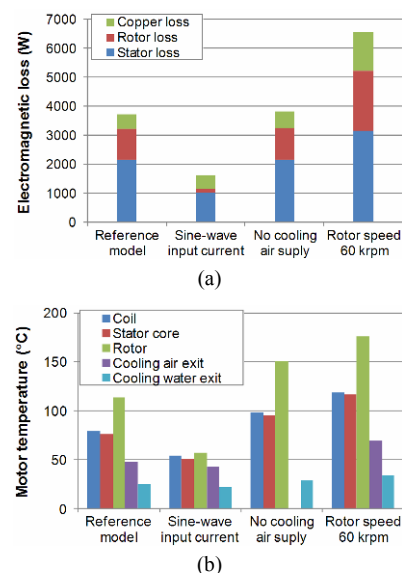 7000
6000
5000
4000
3000
2000
1000
0
Electromagnetic loss (W)
Copper loss
Rotor loss
Stator loss
Reference model
Sine-wave input current
No cooling air suply
Rotor speed 60 krpm
(a)
200
150
100
50
0
Motor temperature (°C)
Coil
Stator core
Rotor
Cooling air exit
Cooling water exit
Reference model
Sine-wave input current
No cooling air suply
Rotor speed 60 krpm
(b)